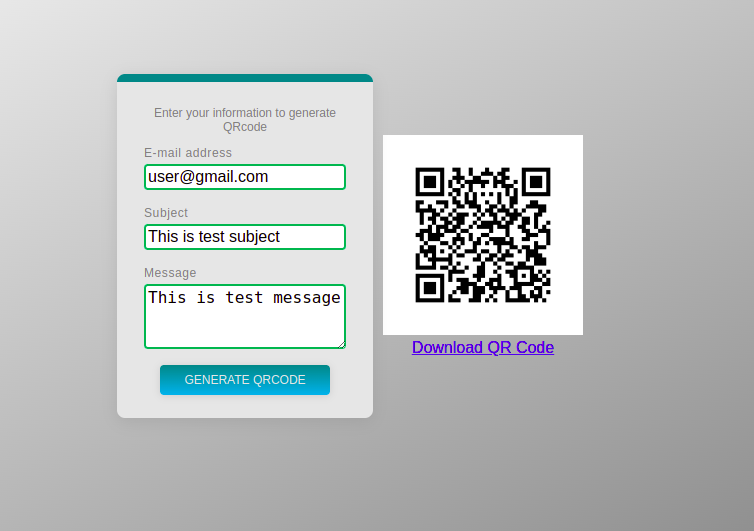 Enter your information to generate
QRcode
E-mail address
user@gmail.com
Subject
This is test subject
Message
This is test message
GENERATE QRCODE
Download QR Code